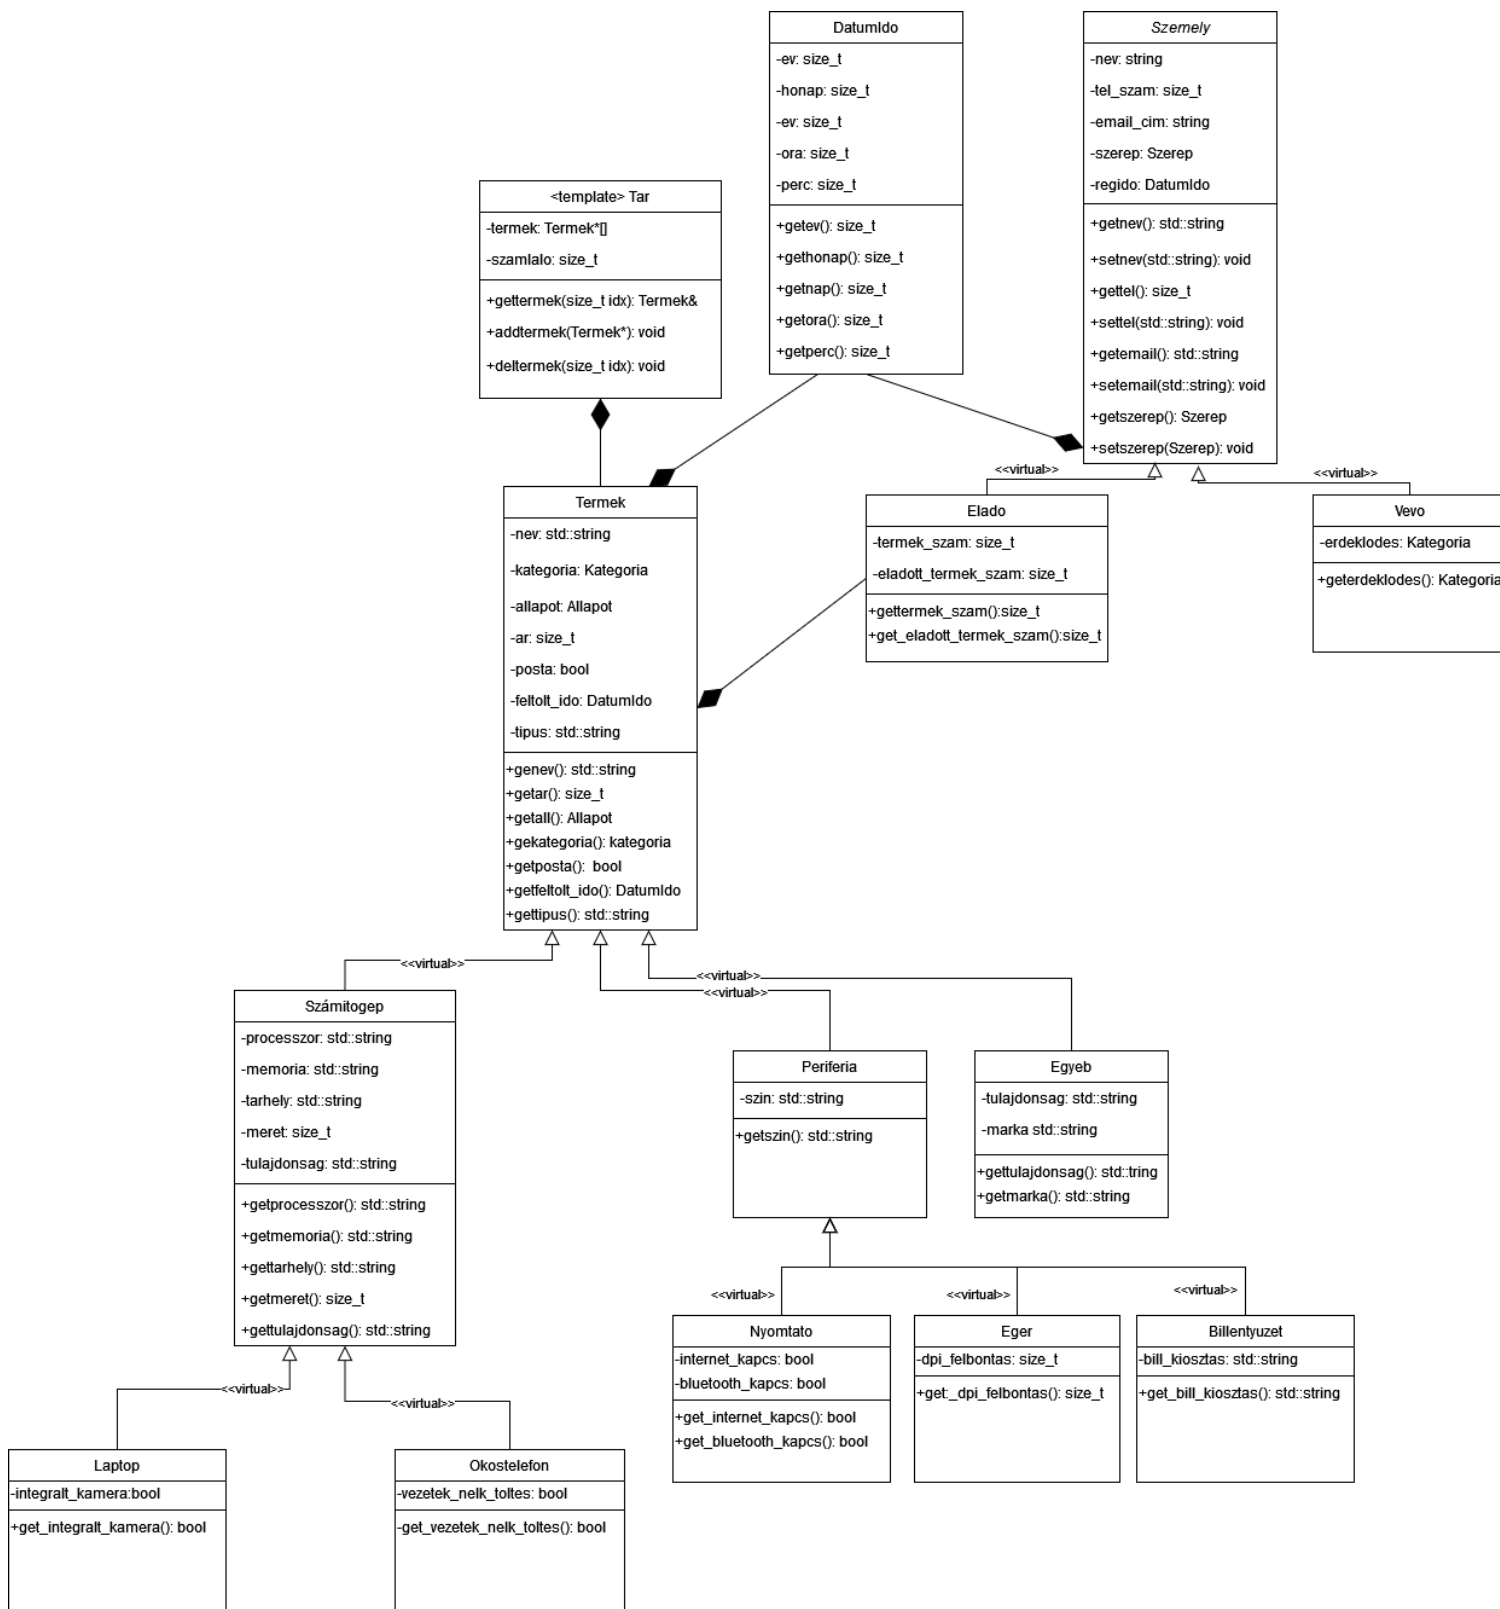 DatumIdo
-ev: size_t
-honap: size_t
-ev: size_t
-ora: size_t
-perc: size_t
+getev(): size_t
+gethonap(): size_t
+getnap(): size_t
+getora(): size_t
+getperc(): size_t
Szemely
-nev: string
-tel_szam: size_t
-email_cim: string
-szerep: Szerep
-regido: DatumIdo
+getnev(): std::string
+setnev(std::string): void
+gettel(): size_t
+settel(std::string): void
+getemail(): std::string
+setemail(std::string): void
+getszerep(): Szerep
+setszerep(Szerep): void
<template> Tar
-termek: Termek*[]
-szamlalo: size_t
+gettermek(size_t idx): Termek&
+addtermek(Termek*): void
+deltermek(size_t idx): void
<<virtual>>
<<virtual>>
Termek
-nev: std::string
-kategoria: Kategoria
-allapot: Allapot
-ar: size_t
-posta: bool
-feltolt_ido: DatumIdo
-tipus: std::string
+genev(): std::string
+getar(): size_t
+getall(): Allapot
+gekategoria(): kategoria
+getposta():  bool
+getfeltolt_ido(): DatumIdo
+gettipus(): std::string
Elado
-termek_szam: size_t
-eladott_termek_szam: size_t
+gettermek_szam():size_t
+get_eladott_termek_szam():size_t
Vevo
-erdeklodes: Kategoria
+geterdeklodes(): Kategoria
<<virtual>>
<<virtual>>
<<virtual>>
Számitogep
-processzor: std::string
-memoria: std::string
-tarhely: std::string
-meret: size_t
-tulajdonsag: std::string
+getprocesszor(): std::string
+getmemoria(): std::string
+gettarhely(): std::string
+getmeret(): size_t
+gettulajdonsag(): std::string
Periferia
-szin: std::string
+getszin(): std::string
Egyeb
-tulajdonsag: std::string
-marka std::string
+gettulajdonsag(): std::tring
+getmarka(): std::string
<<virtual>>
<<virtual>>
<<virtual>>
Nyomtato
-internet_kapcs: bool
-bluetooth_kapcs: bool
+get_internet_kapcs(): bool
+get_bluetooth_kapcs(): bool
Eger
-dpi_felbontas: size_t
+get:_dpi_felbontas(): size_t
Billentyuzet
-bill_kiosztas: std::string
+get_bill_kiosztas(): std::string
<<virtual>>
<<virtual>>
Laptop
-integralt_kamera:bool
+get_integralt_kamera(): bool
Okostelefon
-vezetek_nelk_toltes: bool
-get_vezetek_nelk_toltes(): bool